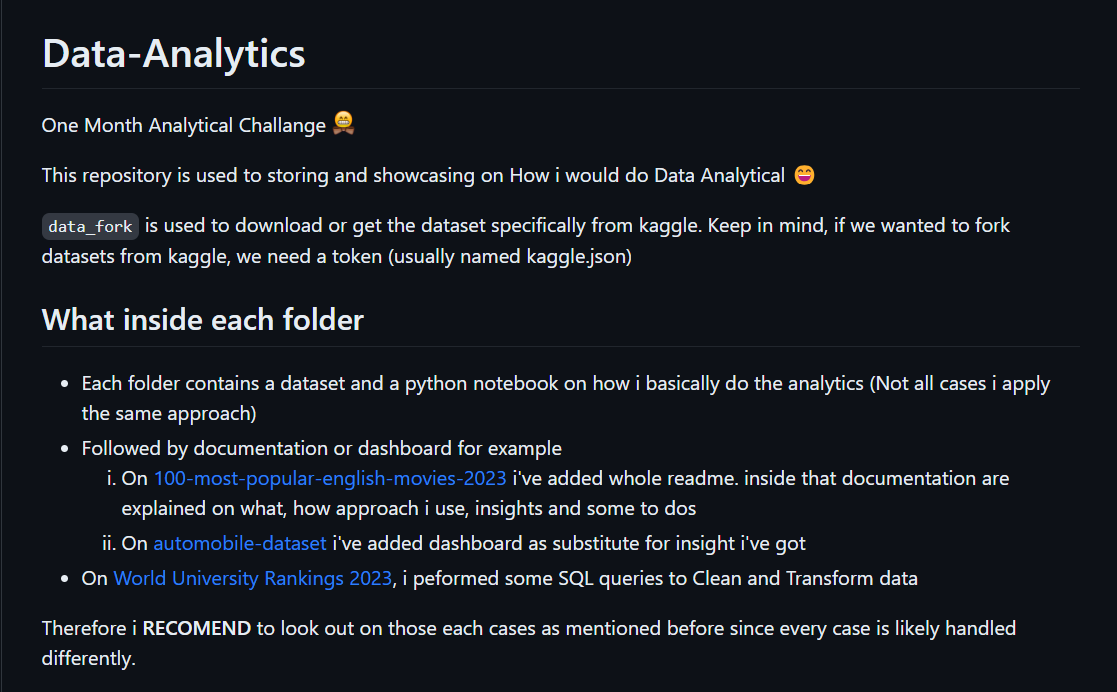 Data-Analytics
One Month Analytical Challange
This repository is used to storing and showcasing on How i would do Data Analytical 😄
data_fork is used to download or get the dataset specifically from kaggle. Keep in mind, if we wanted to fork
datasets from kaggle, we need a token (usually named kaggle.json)
What inside each folder
• Each folder contains a dataset and a python notebook on how i basically do the analytics (Not all cases i apply
the same approach)
• Followed by documentation or dashboard for example
i. On 100-most-popular-english-movies-2023 i've added whole readme. inside that documentation are
explained on what, how approach i use, insights and some to dos
ii. On automobile-dataset i've added dashboard as substitute for insight i've got
• On World University Rankings 2023, i peformed some SQL queries to Clean and Transform data
Therefore i RECOMEND to look out on those each cases as mentioned before since every case is likely handled
differently.